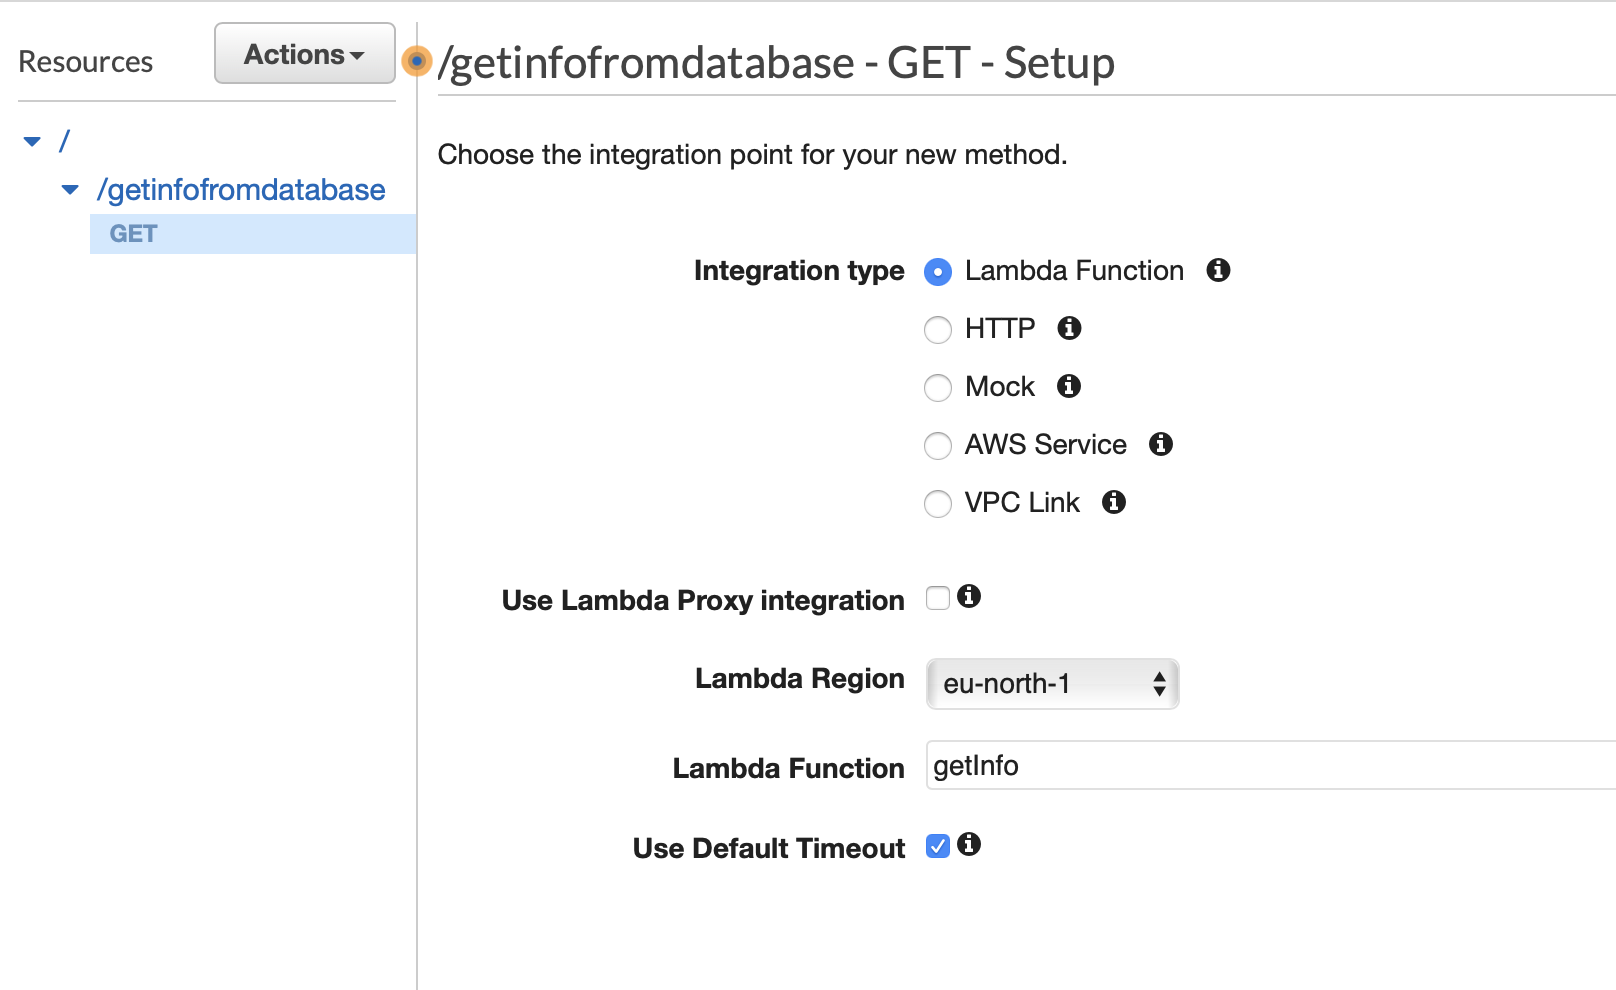 Resources
Actions
/
/getinfofromdatabase
GET
/getinfofromdatabase - GET - Setup
Choose the integration point for your new method.
Integration type
Lambda Function
HTTP
Mock
AWS Service
VPC Link
Use Lambda Proxy integration
Lambda Region
eu-north-1
Lambda Function
getInfo
Use Default Timeout